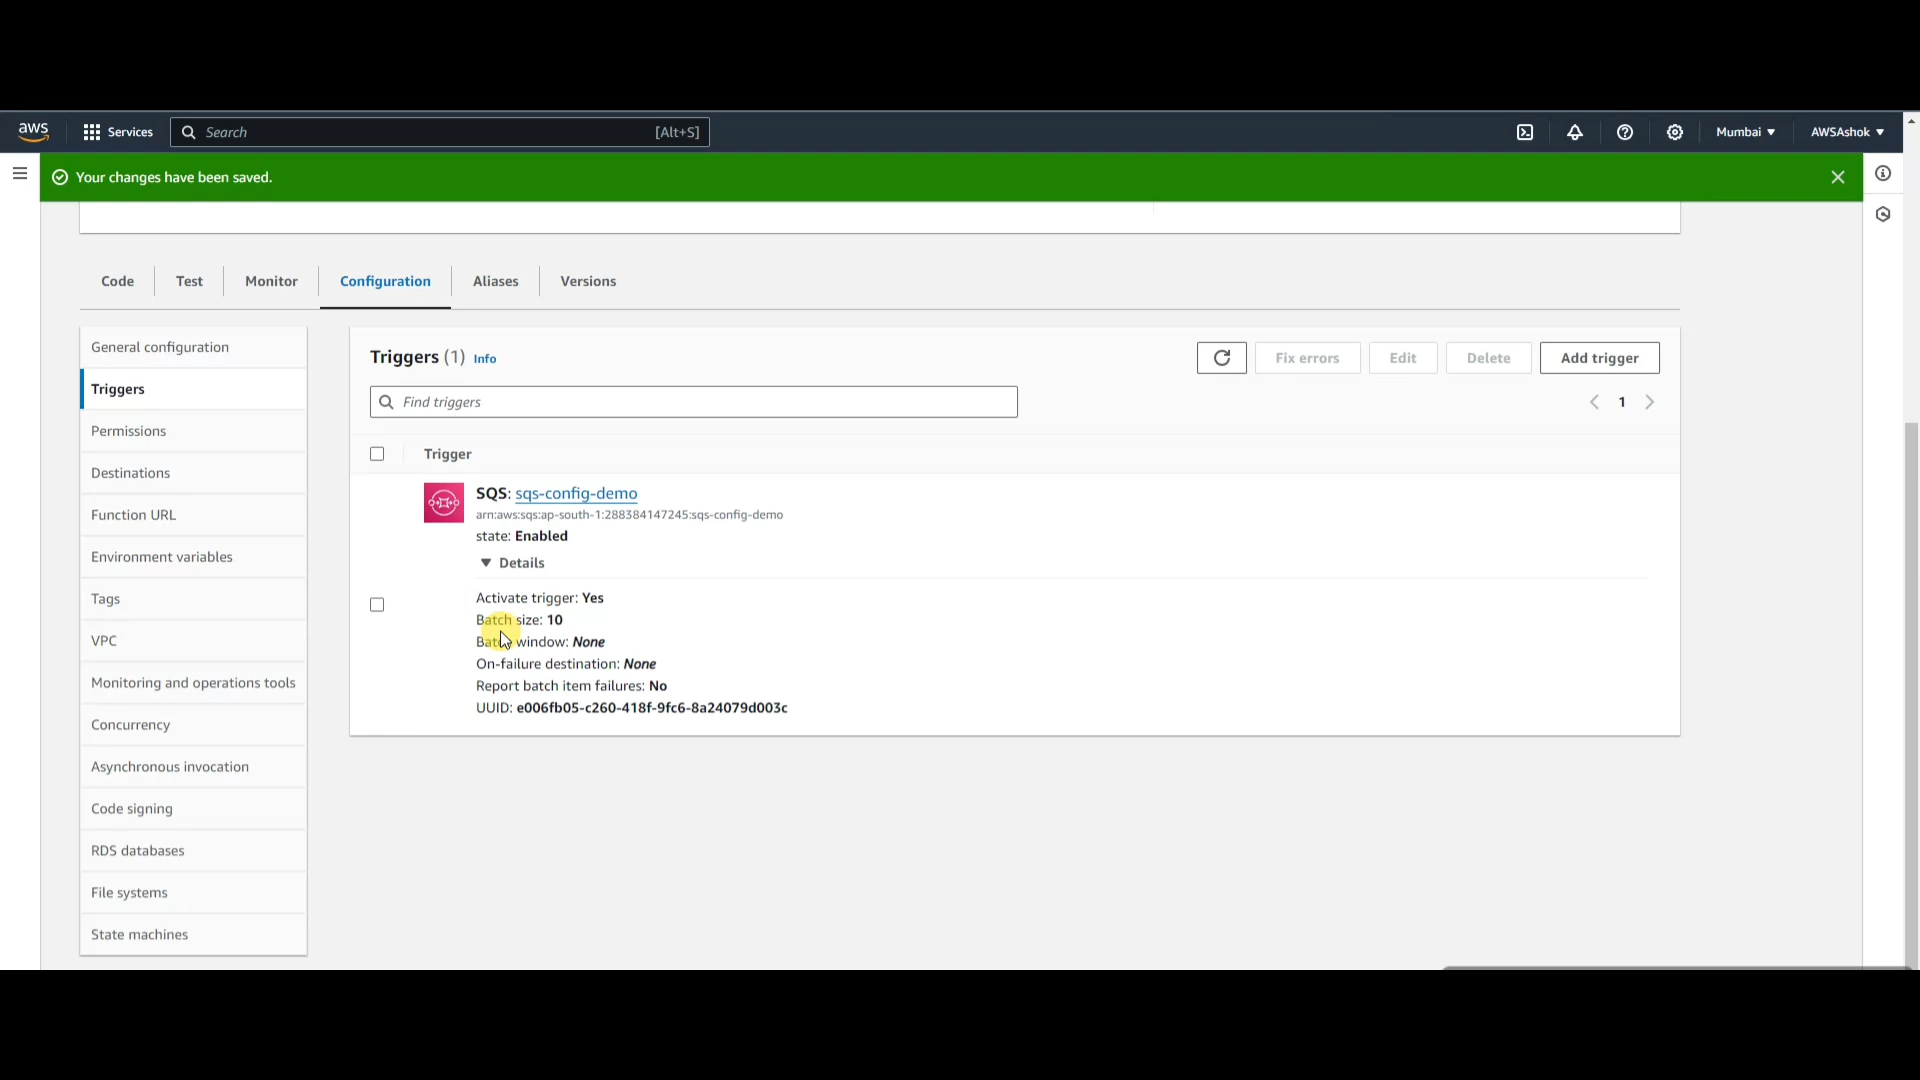 aws
Services
Search
[Alt+S]
Mumbai ▼
AWSAshok ▼
Your changes have been saved.
Code
Test
Monitor
Configuration
Aliases
Versions
General configuration
Triggers
Permissions
Destinations
Function URL
Environment variables
Tags
VPC
Monitoring and operations tools
Concurrency
Asynchronous invocation
Code signing
RDS databases
File systems
State machines
Triggers (1) Info
Fix errors
Edit
Delete
Add trigger
Find triggers
1
Trigger
SQS: sqs-config-demo
arn:aws:sqs:ap-south-1:288384147245:sqs-config-demo
state: Enabled
▼ Details
Activate trigger: Yes
Batch size: 10
Batch window: None
On-failure destination: None
Report batch item failures: No
UUID: e006fb05-c260-418f-9fc6-8a24079d003c